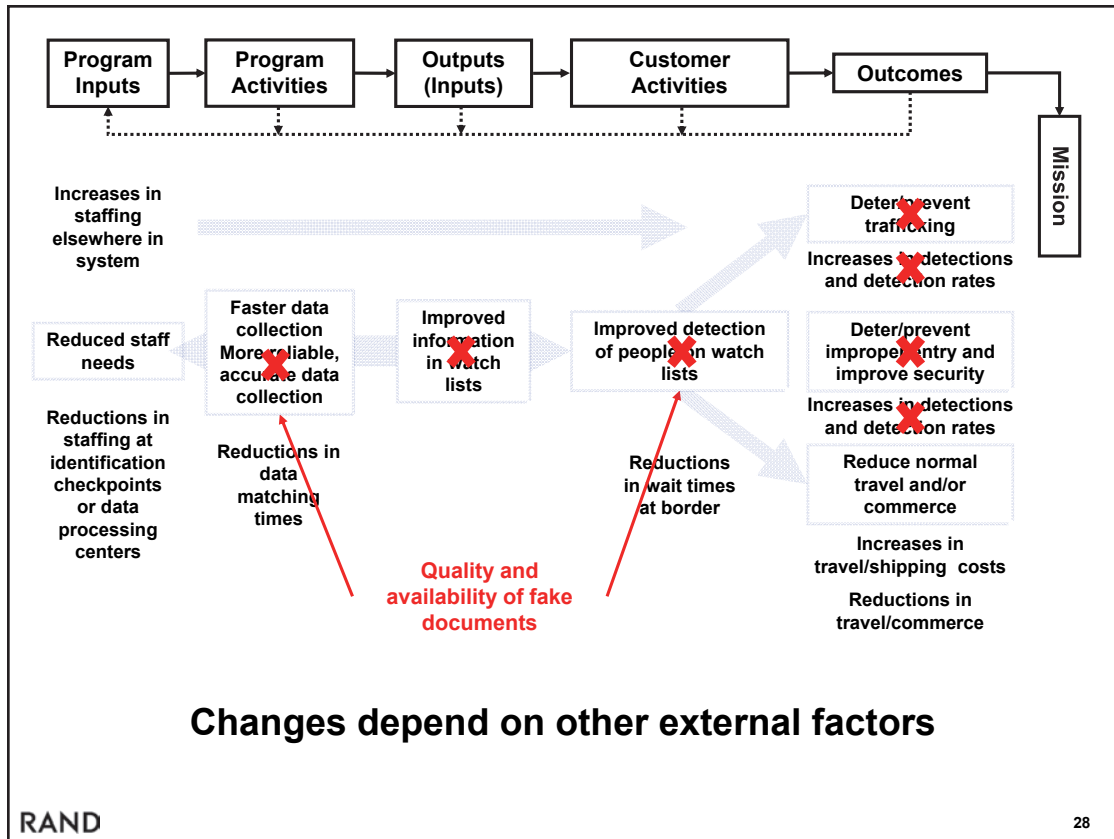 Program
Inputs
Program
Activities
Outputs
(Inputs)
Customer
Activities
Outcomes
Mission
Increases in
staffing
elsewhere in
system
Deter/prevent
trafficking
Increases in detections
and detection rates
Reduced staff
needs
Faster data
collection
More reliable,
accurate data
collection
Improved
information
in watch
lists
Improved detection
of people on watch
lists
Deter/prevent
improper entry and
improve security
Increases in detections
and detection rates
Reductions in
staffing at
identification
checkpoints
or data
processing
centers
Reductions in
data
matching
times
Reductions
in wait times
at border
Reduce normal
travel and/or
commerce
Increases in
travel/shipping costs
Reductions in
travel/commerce
Quality and
availability of fake
documents
Changes depend on other external factors
RAND
28